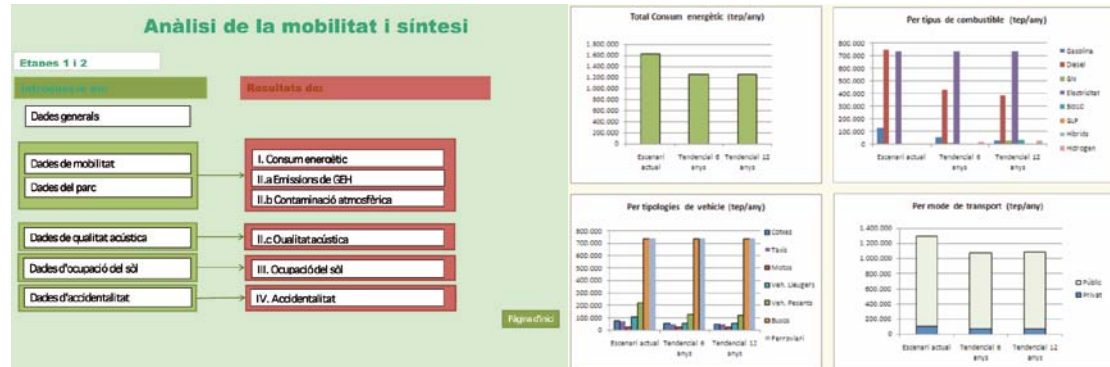 Anàlisi de la mobilitat i síntesi
Etapes 1 i 2
Introducció de:
Resultats de:
Dades generals
Dades de mobilitat
Dades del parc
I. Consum energètic
II.a Emissions de GEH
II.b Contaminació atmosfèrica
Dades de qualitat acústica
II.c Qualitat acústica
Dades d'ocupació del sòl
III. Ocupació del sòl
Dades d'accidentalitat
IV. Accidentalitat
Pàgina d'inici
Total Consum energètic (tep/any)
1.800.000
1.600.000
1.400.000
1.200.000
1.000.000
800.000
600.000
400.000
200.000
0
Escenari actual
Tendencial 6 anys
Tendencial 12 anys
Per tipus de combustible (tep/any)
800.000
700.000
600.000
500.000
400.000
300.000
200.000
100.000
0
Escenari actual
Tendencial 6 anys
Tendencial 12 anys
Gasolina
Diesel
GN
Electricitat
GLP
Híbrids
Hidrogen
Per tipologies de vehicle (tep/any)
800.000
700.000
600.000
500.000
400.000
300.000
200.000
100.000
0
Escenari actual
Tendencial 6 anys
Tendencial 12 anys
Cotxes
Taxis
Motos
Veh. Lleugers
Veh. Pesants
Busos
Ferroviari
Per mode de transport (tep/any)
1.400.000
1.200.000
1.000.000
800.000
600.000
400.000
200.000
0
Escenari actual
Tendencial 6 anys
Tendencial 12 anys
Públic
Privat